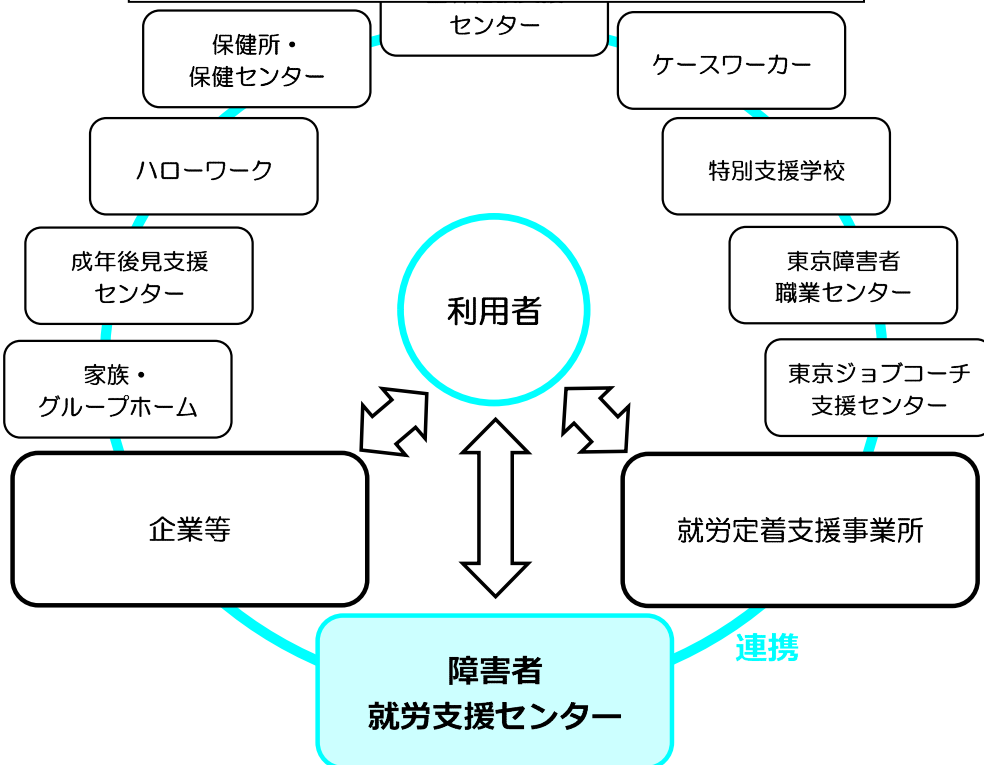 センター
保健所・
保健センター
ケースワーカー
ハローワーク
特別支援学校
成年後見支援
センター
東京障害者
職業センター
利用者
家族・
グループホーム
東京ジョブコーチ
支援センター
企業等
就労定着支援事業所
連携
障害者
就労支援センター